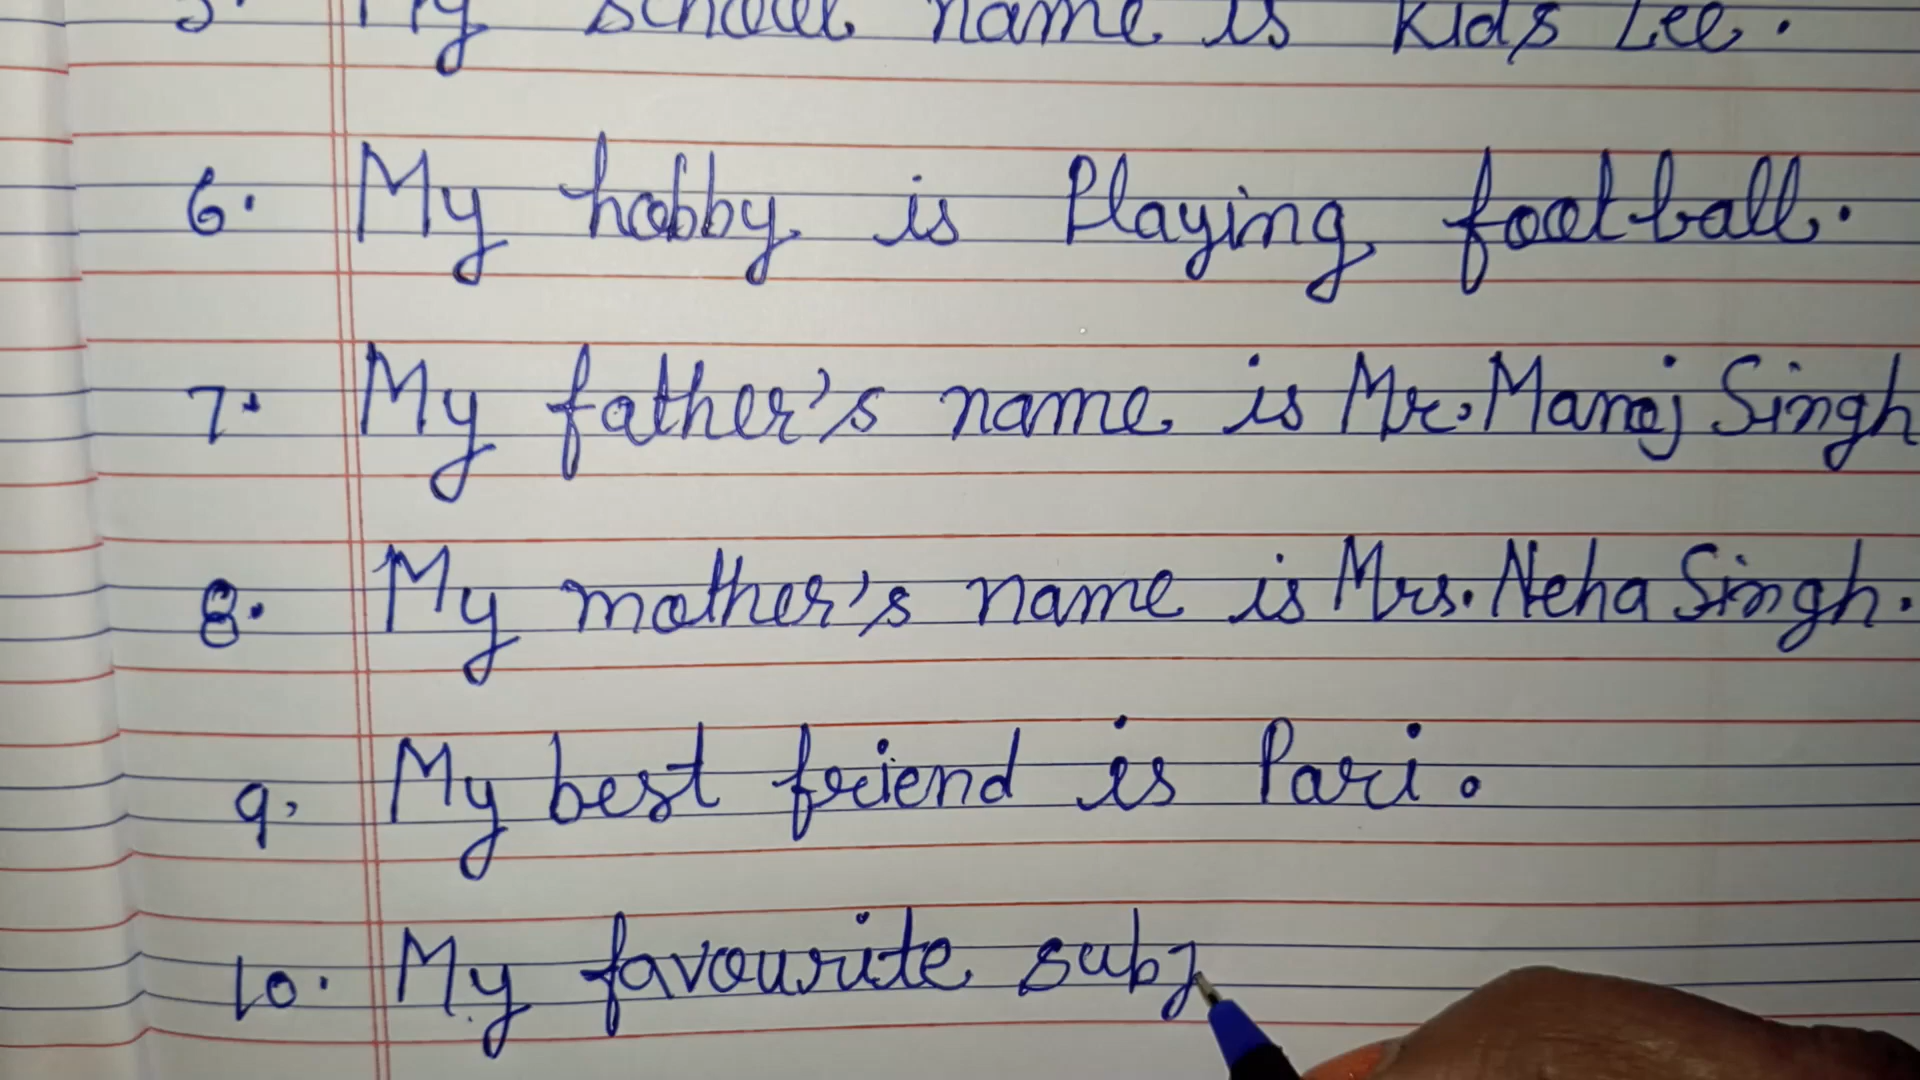 5. My school name is Kids Lee.
6. My hobby is Playing football.
7. My father's name is Mr. Manoj Singh
8. My mother's name is Mrs. Neha Singh.
9. My best friend is Pari.
10. My favourite subj